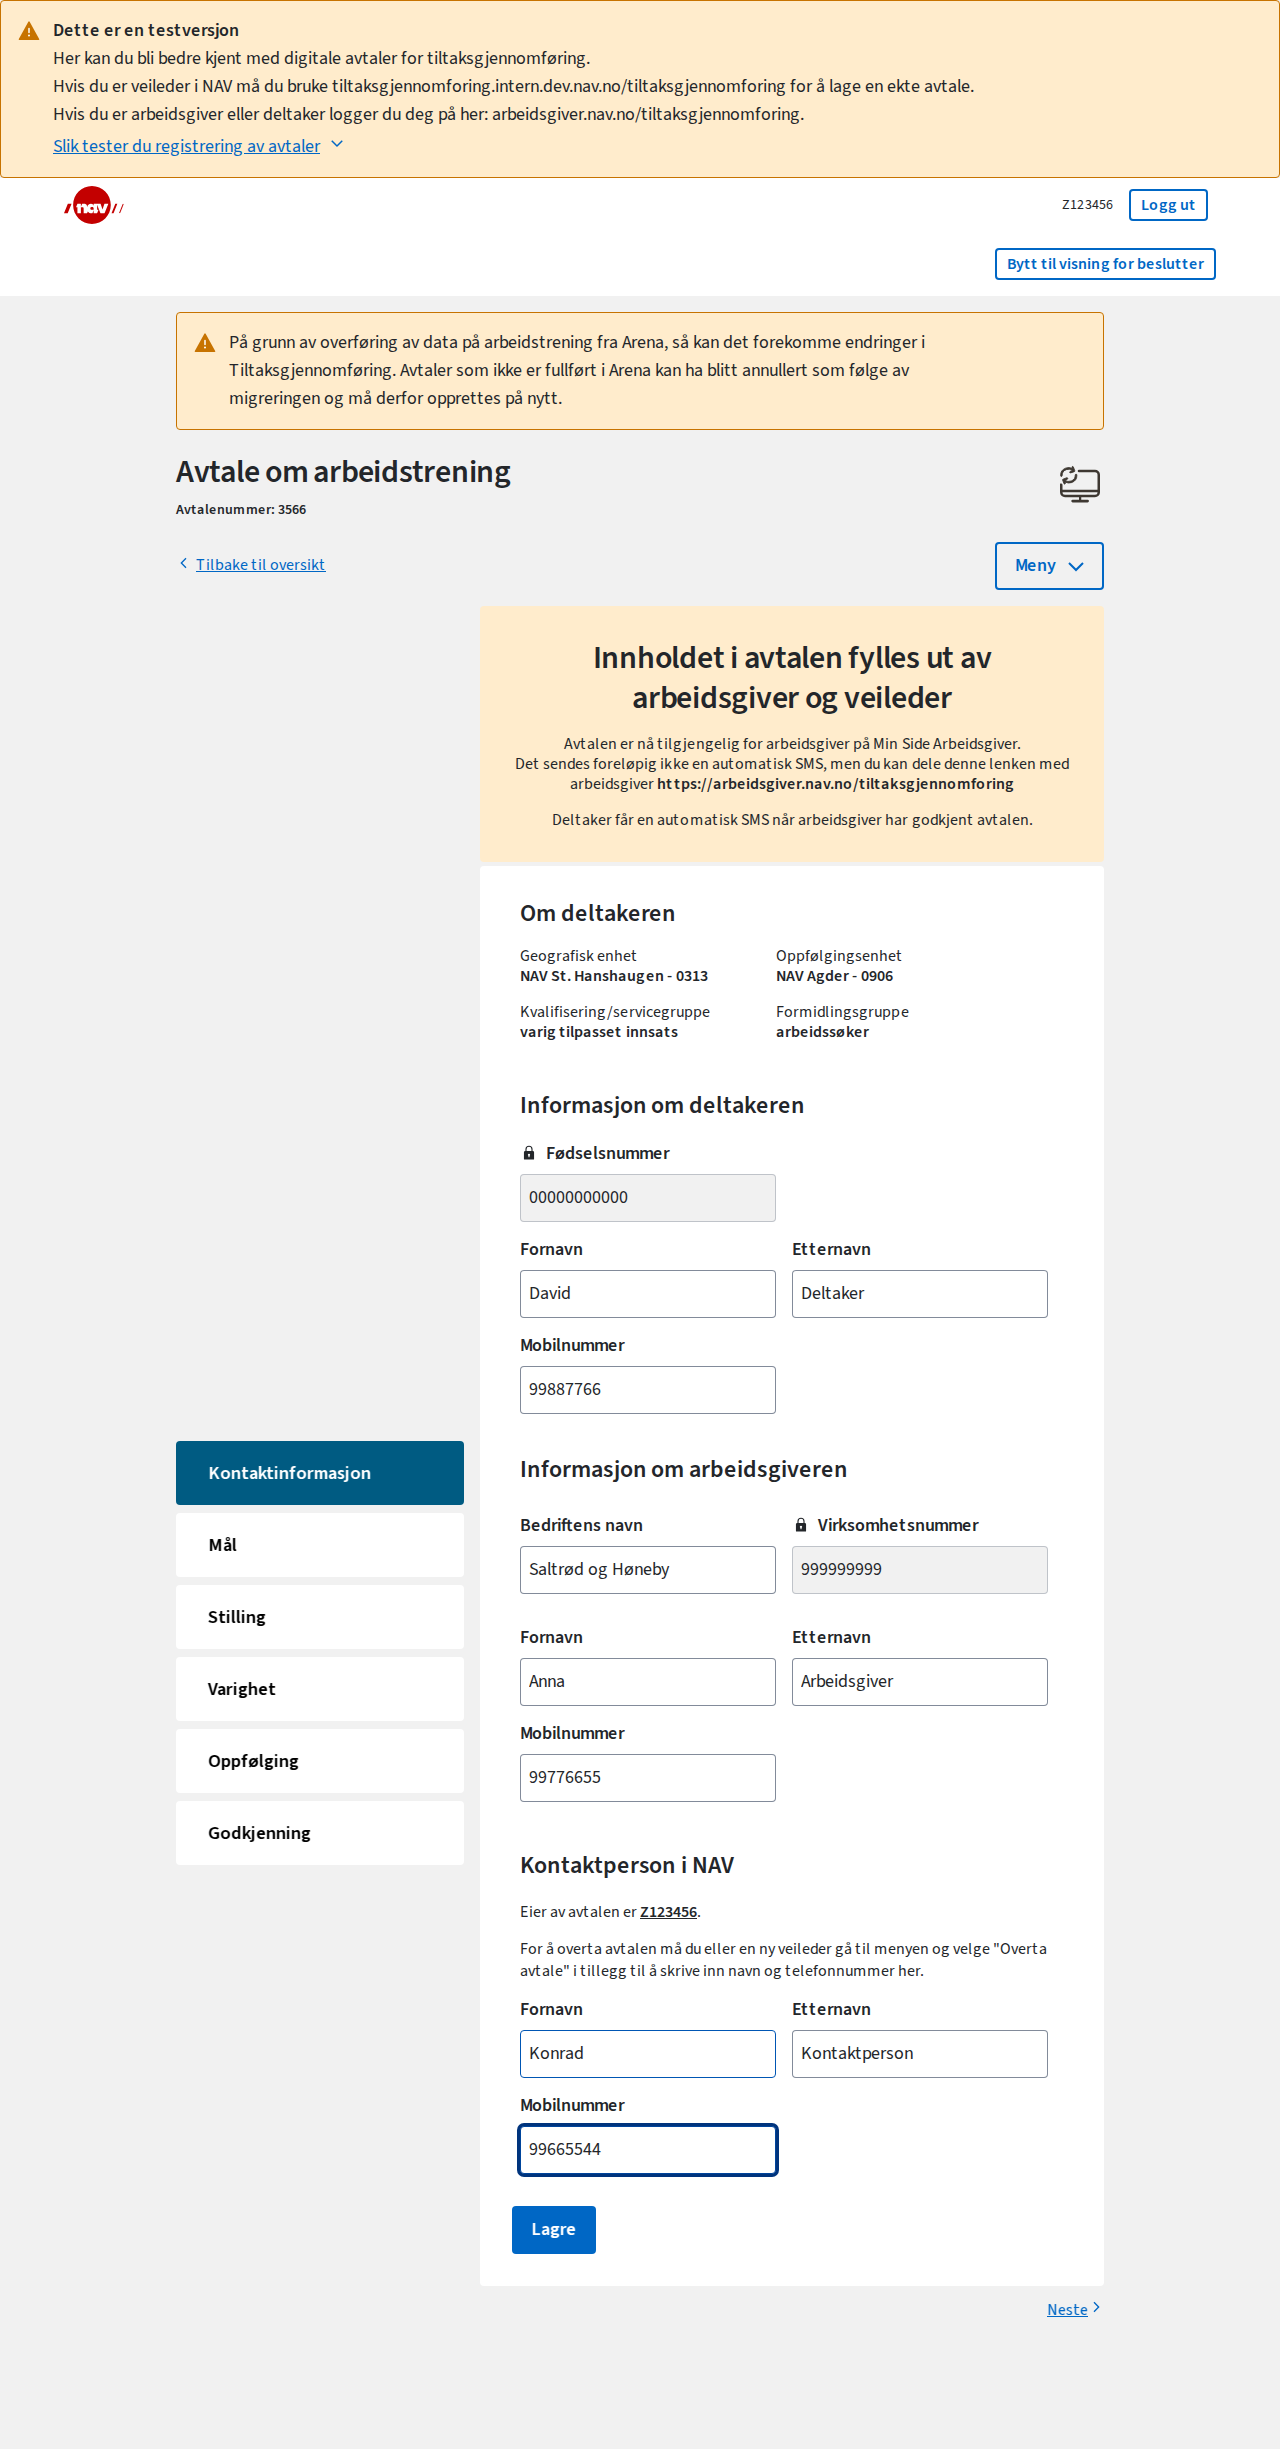 Dette er en testversjon
Her kan du bli bedre kjent med digitale avtaler for tiltaksgjennomføring.
Hvis du er veileder i NAV må du bruke tiltaksgjennomforing.intern.dev.nav.no/tiltaksgjennomforing for å lage en ekte avtale.
Hvis du er arbeidsgiver eller deltaker logger du deg på her: arbeidsgiver.nav.no/tiltaksgjennomforing.
Slik tester du registrering av avtaler
nav
Z123456
Logg ut
Bytt til visning for beslutter
På grunn av overføring av data på arbeidstrening fra Arena, så kan det forekomme endringer i
Tiltaksgjennomføring. Avtaler som ikke er fullført i Arena kan ha blitt annullert som følge av
migreringen og må derfor opprettes på nytt.
Avtale om arbeidstrening
Avtalenummer: 3566
Tilbake til oversikt
Meny
Innholdet i avtalen fylles ut av
arbeidsgiver og veileder
Avtalen er nå tilgjengelig for arbeidsgiver på Min Side Arbeidsgiver.
Det sendes foreløpig ikke en automatisk SMS, men du kan dele denne lenken med
arbeidsgiver https://arbeidsgiver.nav.no/tiltaksgjennomforing
Deltaker får en automatisk SMS når arbeidsgiver har godkjent avtalen.
Om deltakeren
Geografisk enhet
NAV St. Hanshaugen - 0313
Oppfølgingsenhet
NAV Agder - 0906
Kvalifisering/servicegruppe
varig tilpasset innsats
Formidlingsgruppe
arbeidssøker
Informasjon om deltakeren
Fødselsnummer
00000000000
Fornavn
David
Etternavn
Deltaker
Mobilnummer
99887766
Kontaktinformasjon
Mål
Stilling
Varighet
Oppfølging
Godkjenning
Informasjon om arbeidsgiveren
Bedriftens navn
Saltrød og Høneby
Virksomhetsnummer
999999999
Fornavn
Anna
Etternavn
Arbeidsgiver
Mobilnummer
99776655
Kontaktperson i NAV
Eier av avtalen er Z123456.
For å overta avtalen må du eller en ny veileder gå til menyen og velge "Overta
avtale" i tillegg til å skrive inn navn og telefonnummer her.
Fornavn
Konrad
Etternavn
Kontaktperson
Mobilnummer
99665544
Lagre
Neste